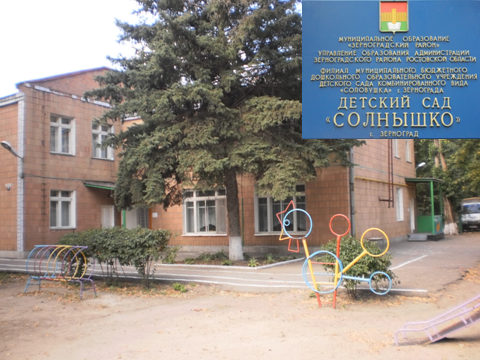 МУНИЦИПАЛЬНОЕ ОБРАЗОВАНИЕ
«ЗЕРНОГРАДСКИЙ РАЙОН»
УПРАВЛЕНИЕ ОБРАЗОВАНИЯ АДМИНИСТРАЦИИ
ЗЕРНОГРАДСКОГО РАЙОНА РОСТОВСКОЙ ОБЛАСТИ
ФИЛИАЛ МУНИЦИПАЛЬНОГО БЮДЖЕТНОГО
ДОШКОЛЬНОГО ОБРАЗОВАТЕЛЬНОГО УЧРЕЖДЕНИЯ
ДЕТСКОГО САДА КОМБИНИРОВАННОГО ВИДА
«СОЛОВУШКА» г. ЗЕРНОГРАДА
ДЕТСКИЙ САД
«СОЛНЫШКО»
г. ЗЕРНОГРАД